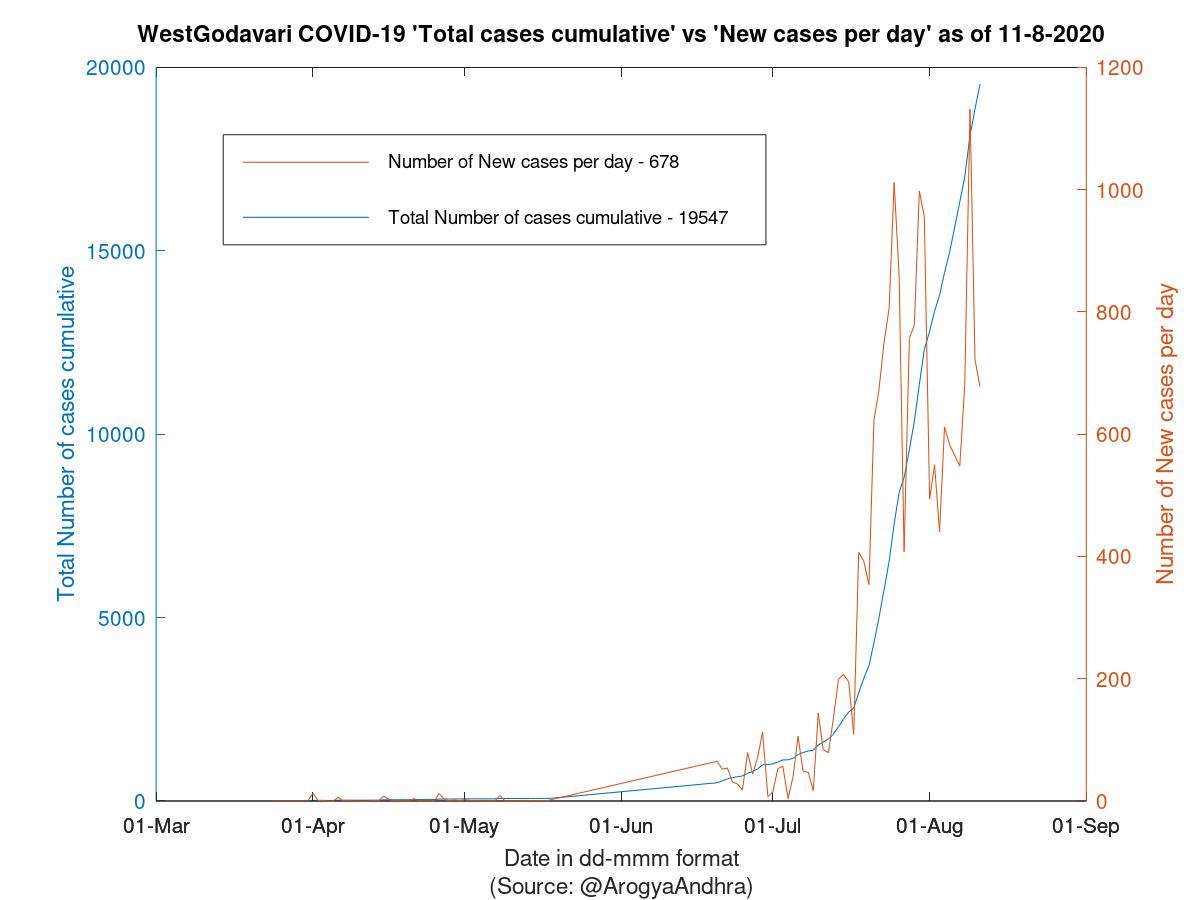 WestGodavari COVID-19 'Total cases cumulative' vs 'New cases per day' as of 11-8-2020
20000
15000
10000
5000
0
Total Number of cases cumulative
Number of New cases per day - 678
Total Number of cases cumulative - 19547
1200
1000
800
600
400
200
0
Number of New cases per day
01-Mar 01-Apr 01-May 01-Jun 01-Jul 01-Aug 01-Sep
Date in dd-mmm format
(Source: @ArogyaAndhra)